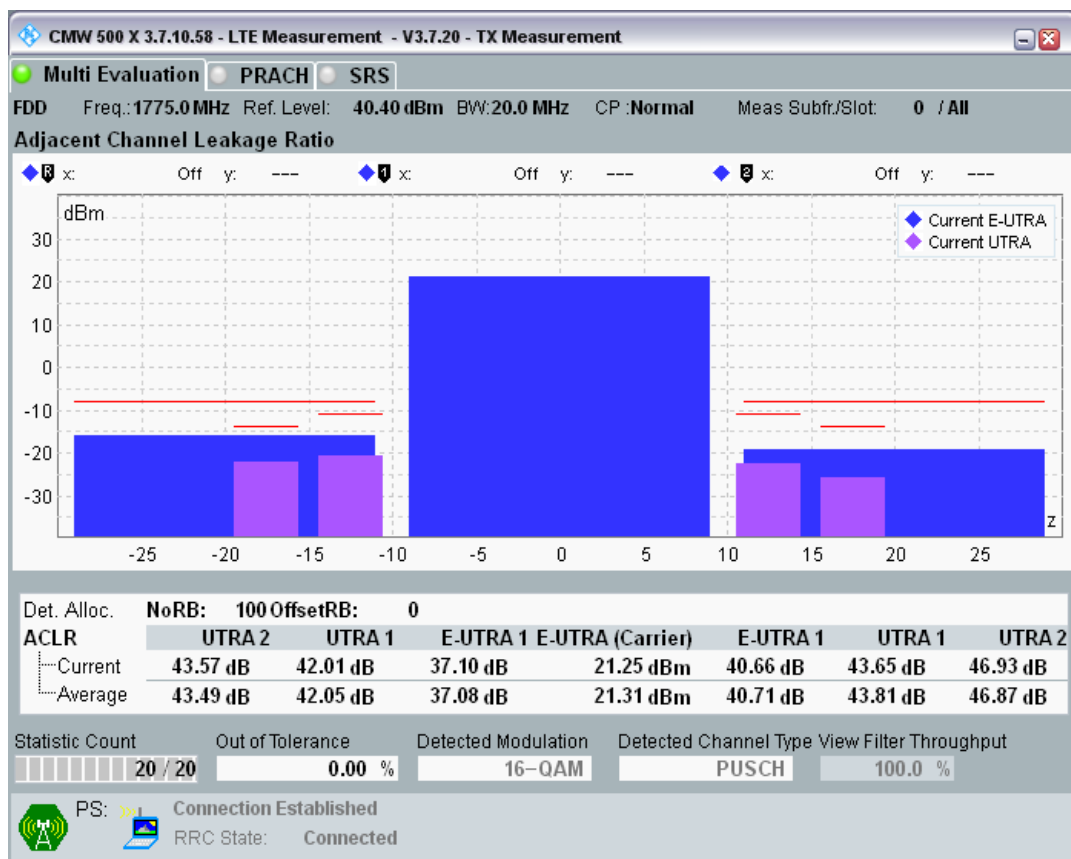 CMW 500 X 3.7.10.58 - LTE Measurement - V3.7.20 - TX Measurement
Multi Evaluation PRACH SRS
FDD Freq.: 1775.0 MHz Ref. Level: 40.40 dBm BW: 20.0 MHz CP : Normal Meas Subfr./Slot: 0 / All
Adjacent Channel Leakage Ratio
R x: Off y: --- 1 x: Off y: --- 2 x: Off y: ---
dBm
Current E-UTRA
Current UTRA
30
20
10
0
-10
-20
-30
z
-25 -20 -15 -10 -5 0 5 10 15 20 25
Det. Alloc. NoRB: 100 OffsetRB: 0
ACLR UTRA 2 UTRA 1 E-UTRA 1 E-UTRA (Carrier) E-UTRA 1 UTRA 1 UTRA 2
Current 43.57 dB 42.01 dB 37.10 dB 21.25 dBm 40.66 dB 43.65 dB 46.93 dB
Average 43.49 dB 42.05 dB 37.08 dB 21.31 dBm 40.71 dB 43.81 dB 46.87 dB
Statistic Count Out of Tolerance Detected Modulation Detected Channel Type View Filter Throughput
20 / 20 0.00 % 16-QAM PUSCH 100.0 %
PS: Connection Established
RRC State: Connected